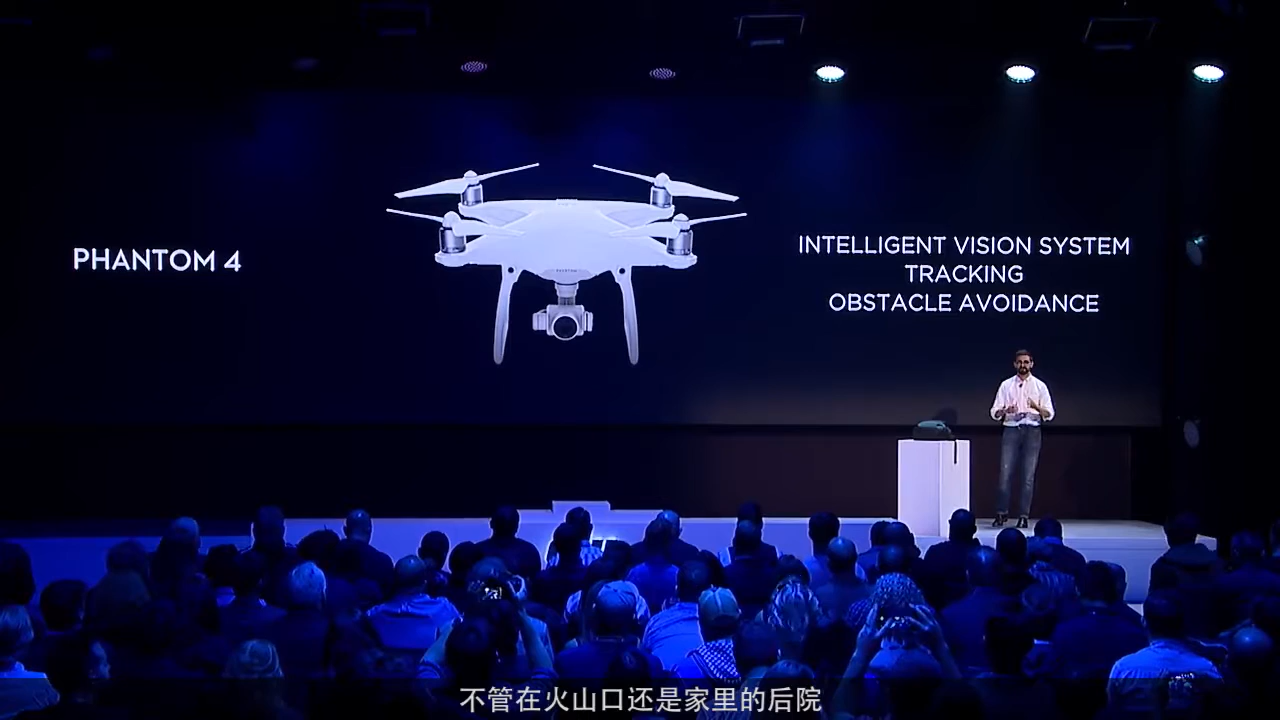 PHANTOM 4
INTELLIGENT VISION SYSTEM
TRACKING
OBSTACLE AVOIDANCE
不管在火山口还是家里的后院